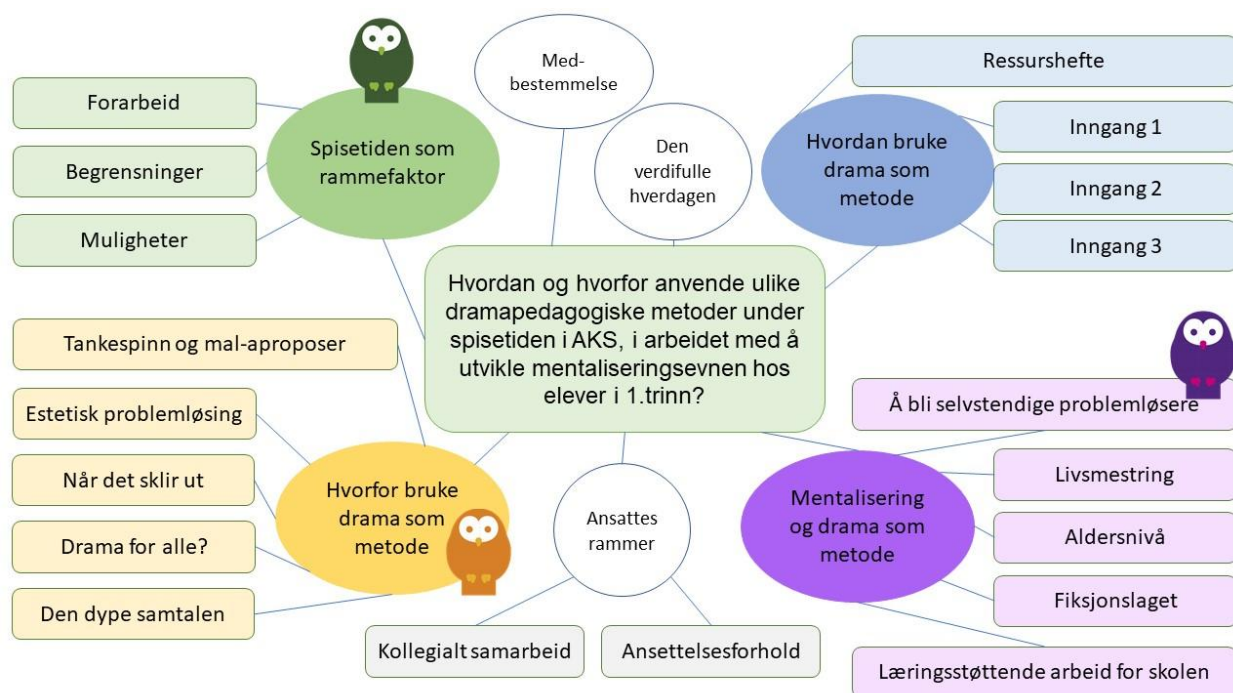 Forarbeid
Begrensninger
Muligheter
Spisetiden som
rammefaktor
Med-
bestemmelse
Den
verdifulle
hverdagen
Hvordan bruke
drama som
metode
Ressurshefte
Inngang 1
Inngang 2
Inngang 3
Hvordan og hvorfor anvende ulike
dramapedagogiske metoder under
spisetiden i AKS, i arbeidet med å
utvikle mentaliseringsevnen hos
elever i 1.trinn?
Tankespinn og mal-aproposer
Estetisk problemløsing
Når det sklir ut
Drama for alle?
Den dype samtalen
Hvorfor bruke
drama som
metode
Ansattes
rammer
Kollegialt samarbeid
Ansettelsesforhold
Mentalisering
og drama som
metode
Å bli selvstendige problemløsere
Livsmestring
Aldersnivå
Fiksjonslaget
Læringsstøttende arbeid for skolen